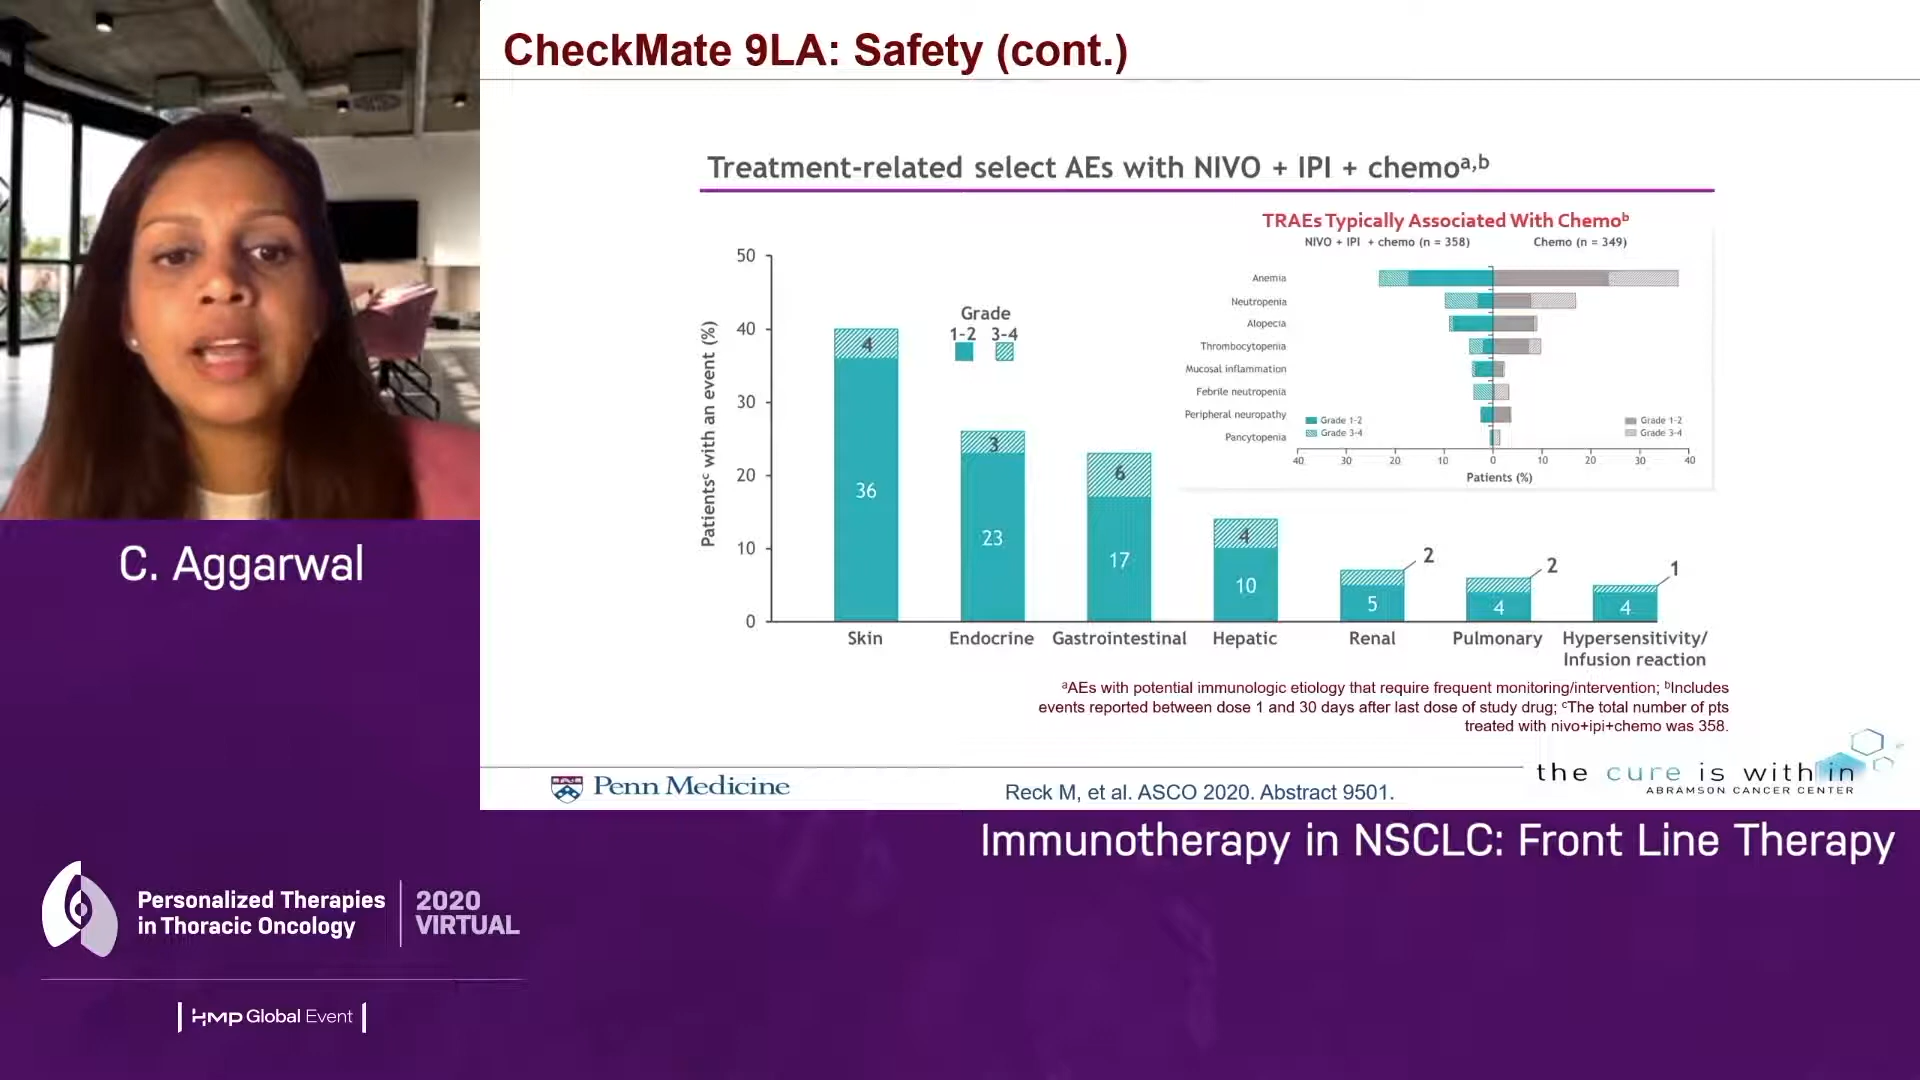 CheckMate 9LA: Safety (cont.)
Treatment-related select AEs with NIVO + IPI + chemoᵃ,ᵇ
TRAEs Typically Associated With Chemoᵇ
NIVO + IPI + chemo (n = 358)
Chemo (n = 349)
Anemia
Neutropenia
Alopecia
Thrombocytopenia
Mucosal inflammation
Febrile neutropenia
Peripheral neuropathy
Pancytopenia
Grade 1-2
Grade 3-4
Grade 1-2
Grade 3-4
40 30 20 10 0 10 20 30 40
Patients (%)
Patientsᶜ with an event (%)
50
40
30
20
10
0
Grade
1-2 3-4
4
36
3
23
6
17
4
10
2
5
2
4
1
4
Skin
Endocrine
Gastrointestinal
Hepatic
Renal
Pulmonary
Hypersensitivity/
Infusion reaction
ᵃAEs with potential immunologic etiology that require frequent monitoring/intervention; ᵇIncludes
events reported between dose 1 and 30 days after last dose of study drug; ᶜThe total number of pts
treated with nivo+ipi+chemo was 358.
Penn Medicine
Reck M, et al. ASCO 2020. Abstract 9501.
the cure is within
ABRAMSON CANCER CENTER
C. Aggarwal
Immunotherapy in NSCLC: Front Line Therapy
Personalized Therapies
in Thoracic Oncology
2020
VIRTUAL
HMP Global Event